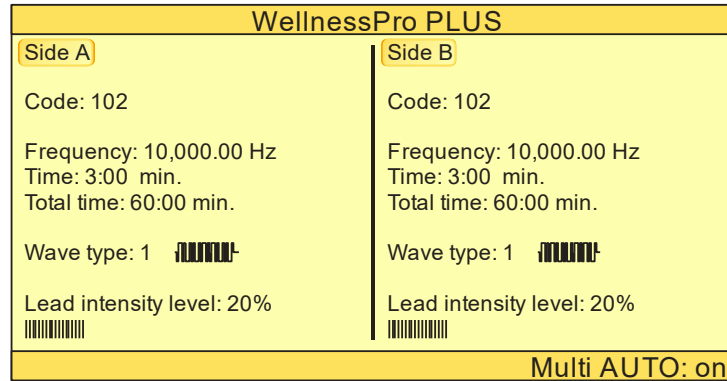 WellnessPro PLUS
Side A
Code: 102
Frequency: 10,000.00 Hz
Time: 3:00 min.
Total time: 60:00 min.
Wave type: 1
Lead intensity level: 20%
Side B
Code: 102
Frequency: 10,000.00 Hz
Time: 3:00 min.
Total time: 60:00 min.
Wave type: 1
Lead intensity level: 20%
Multi AUTO: on